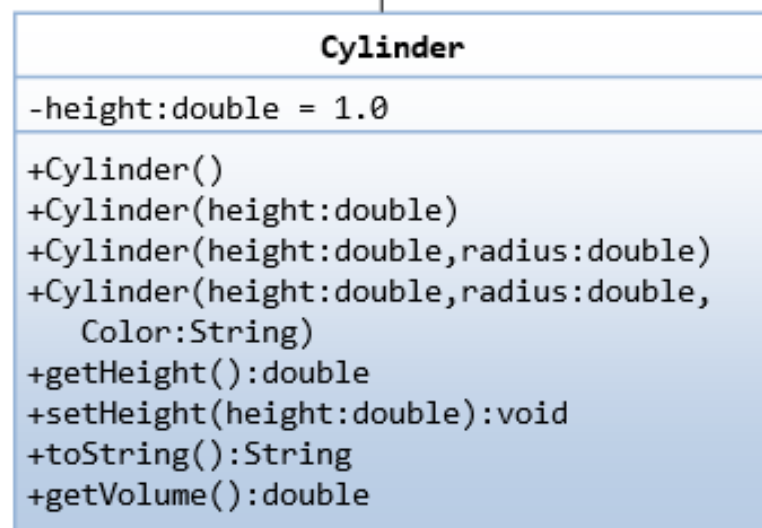 Cylinder
-height:double = 1.0
+Cylinder()
+Cylinder(height:double)
+Cylinder(height:double,radius:double)
+Cylinder(height:double,radius:double,
Color:String)
+getHeight():double
+setHeight(height:double):void
+toString():String
+getVolume():double